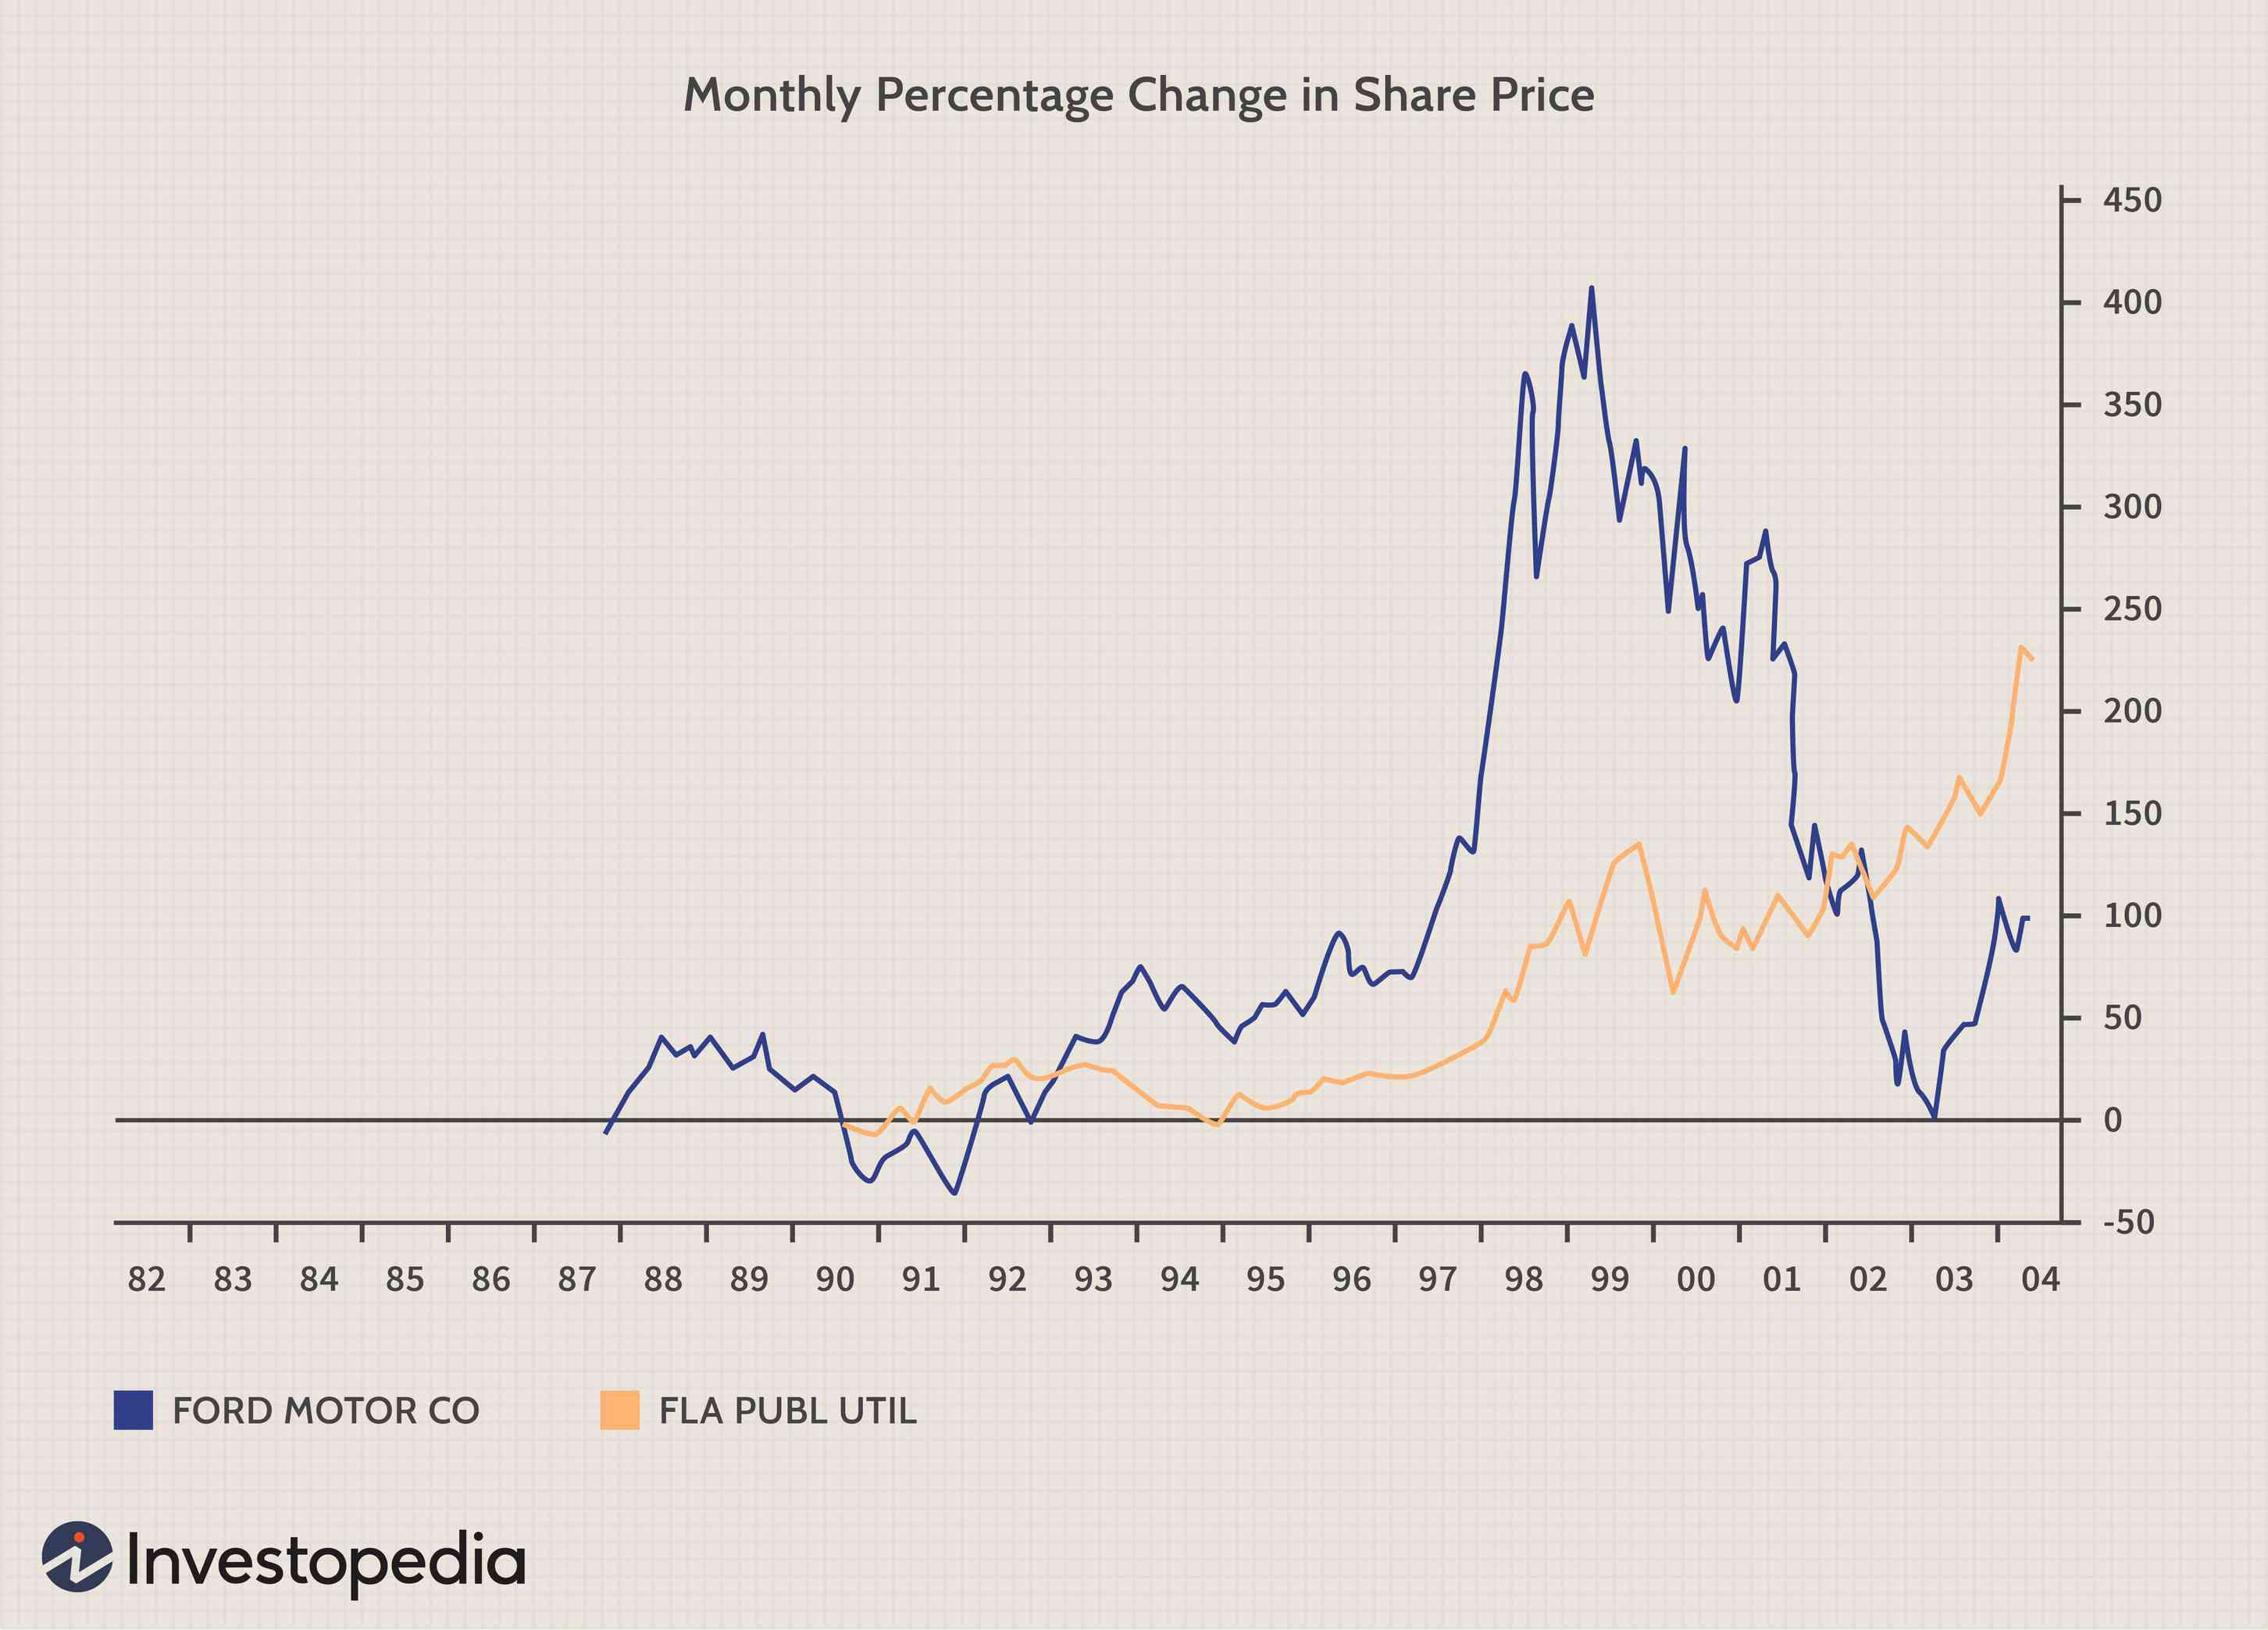 Monthly Percentage Change in Share Price
450
400
350
300
250
200
150
100
50
0
-50
82 83 84 85 86 87 88 89 90 91 92 93 94 95 96 97 98 99 00 01 02 03 04
FORD MOTOR CO FLA PUBL UTIL
Investopedia